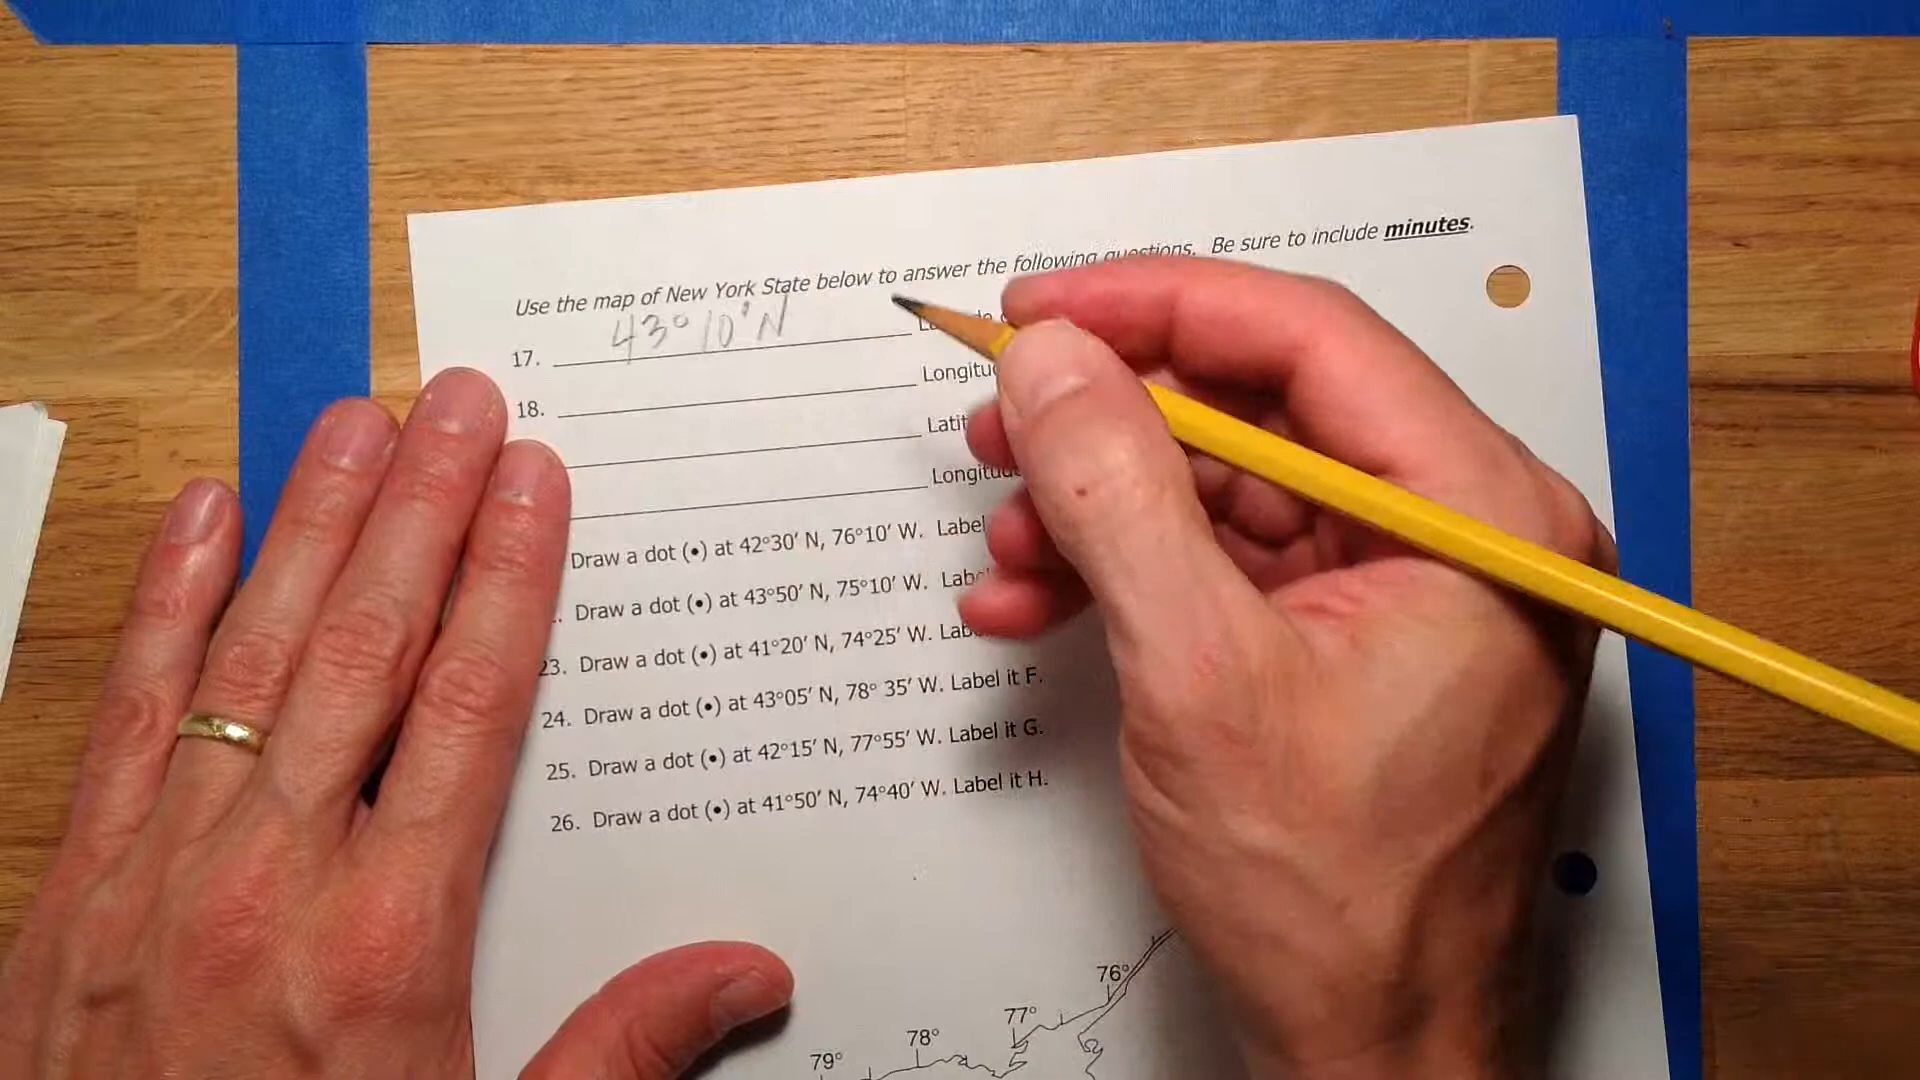 Use the map of New York State below to answer the following questions. Be sure to include minutes.
43° 10' N
17.
18. Longitu
Latit
Longitude
Draw a dot (•) at 42°30′ N, 76°10′ W. Label
. Draw a dot (•) at 43°50′ N, 75°10′ W. Label
23. Draw a dot (•) at 41°20′ N, 74°25′ W. Lab
24. Draw a dot (•) at 43°05′ N, 78° 35′ W. Label it F.
25. Draw a dot (•) at 42°15′ N, 77°55′ W. Label it G.
26. Draw a dot (•) at 41°50′ N, 74°40′ W. Label it H.
76°
77°
78°
79°